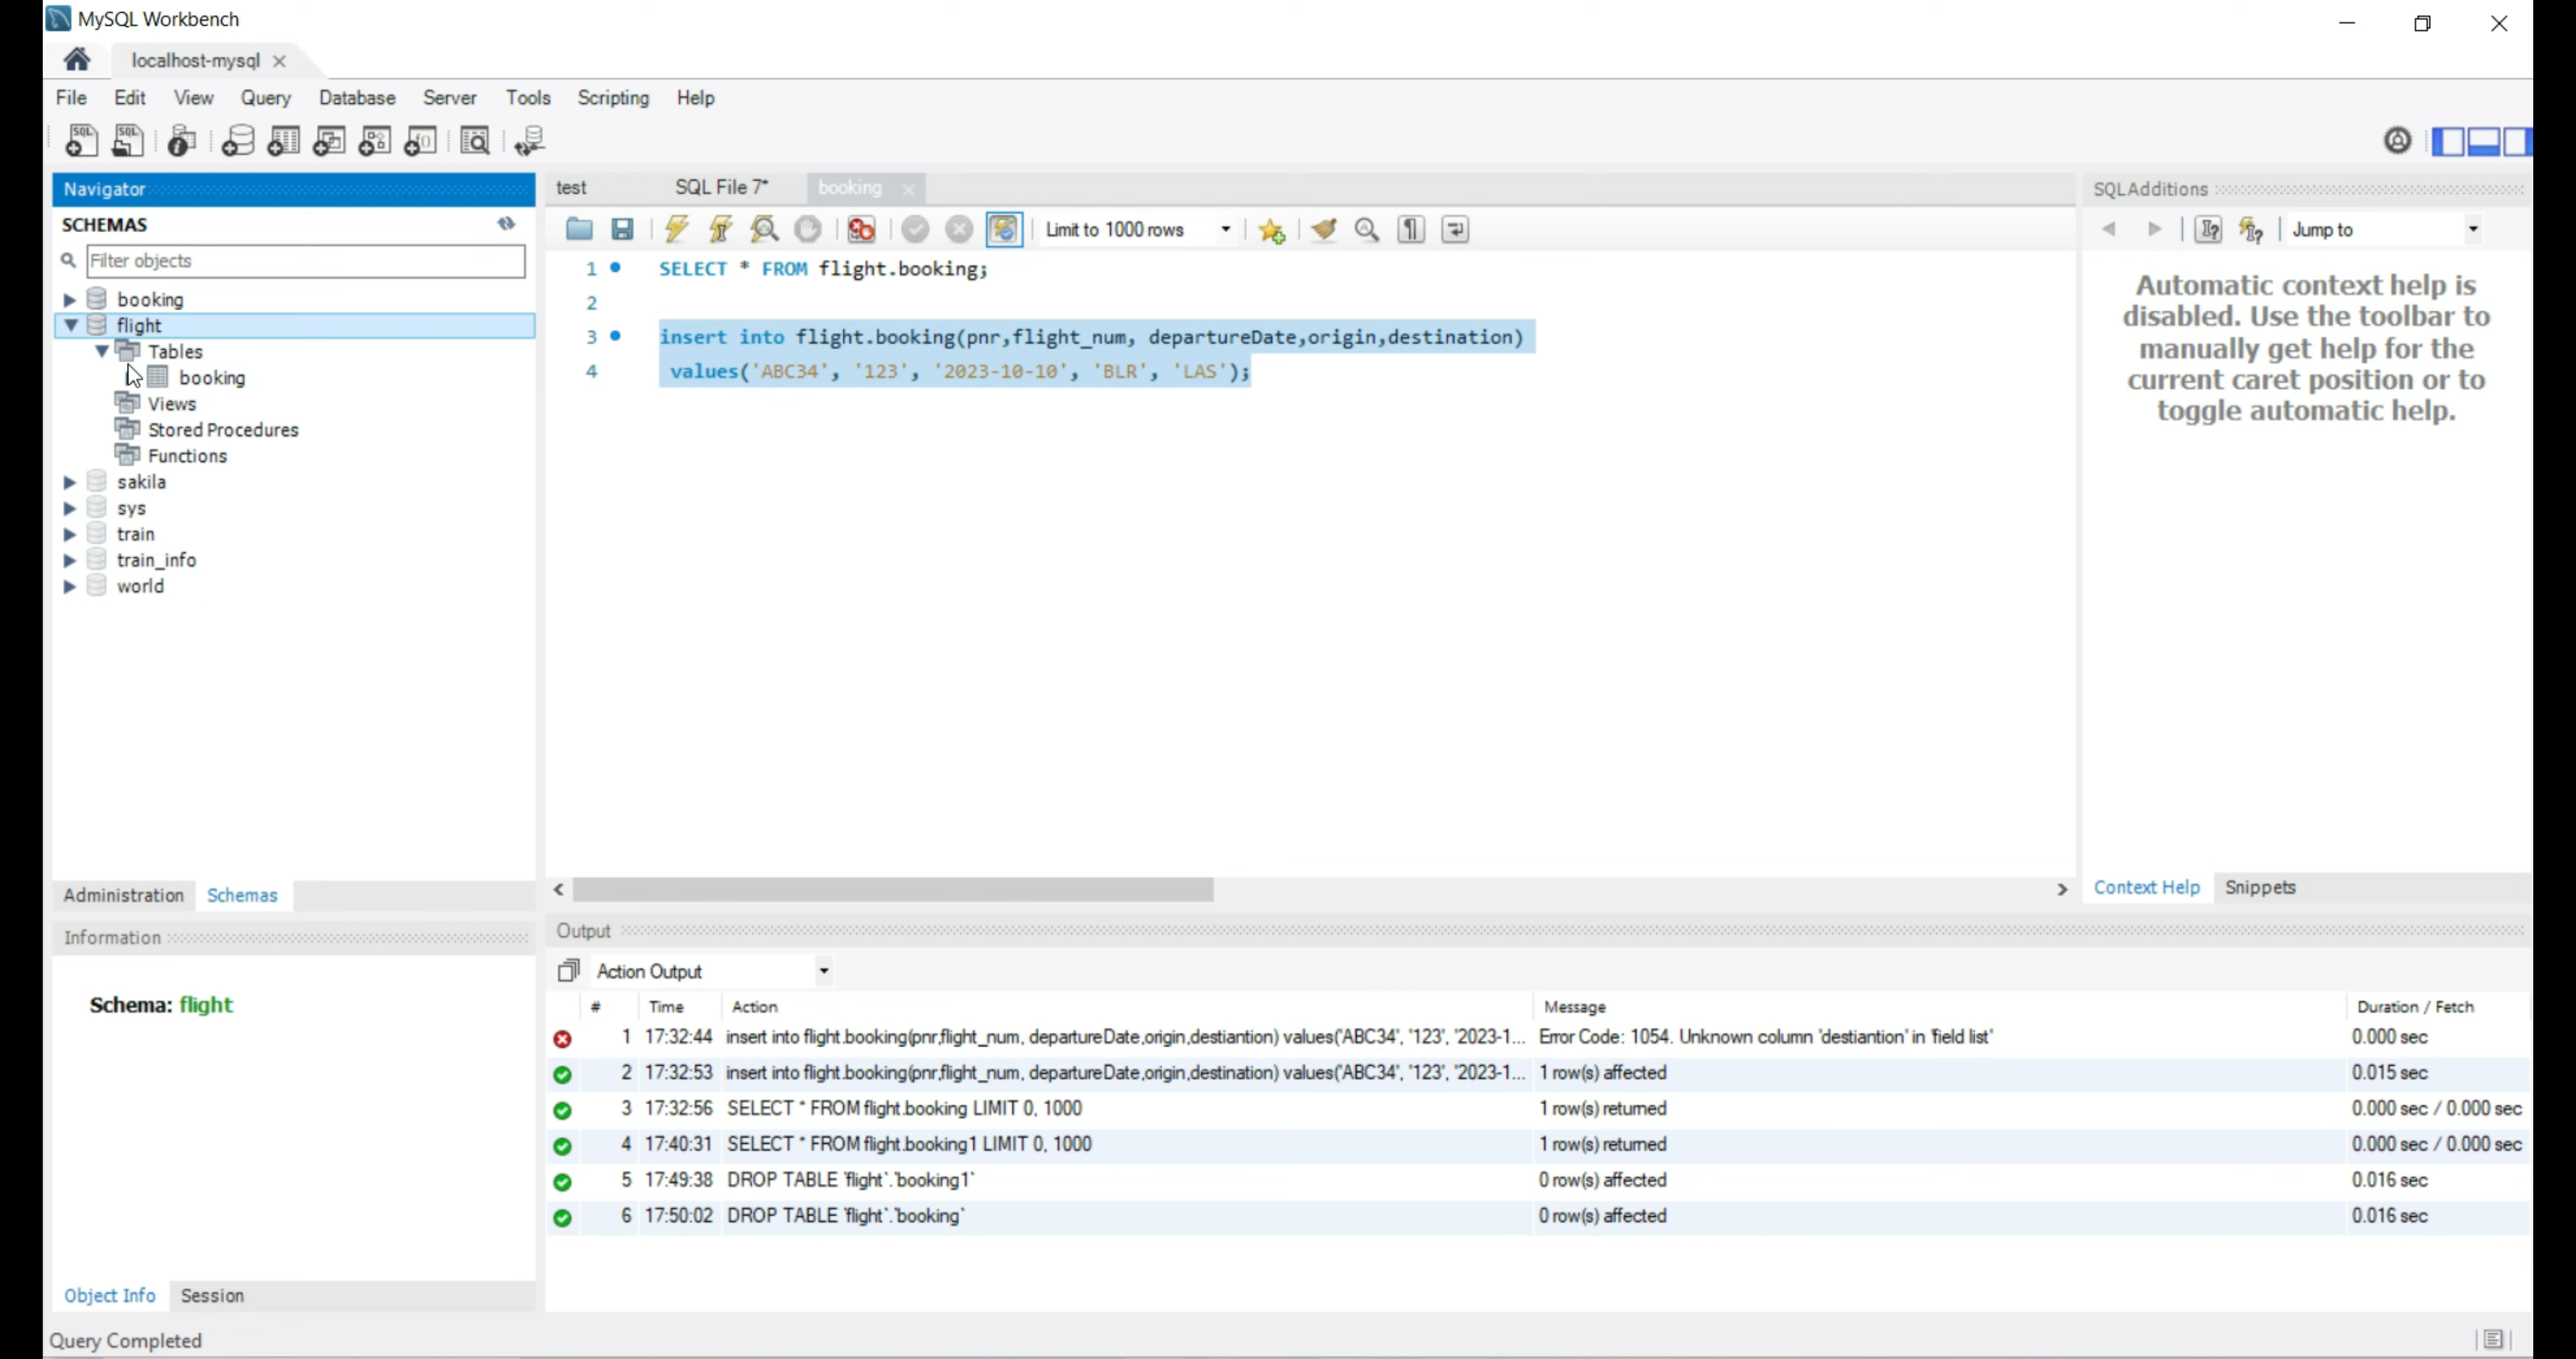 MySQL Workbench
localhost-mysql
File Edit View Query Database Server Tools Scripting Help
Navigator
SCHEMAS
Filter objects
booking
flight
Tables
booking
Views
Stored Procedures
Functions
sakila
sys
train
train_info
world
Administration Schemas
Information
Schema: flight
Object Info Session
Query Completed
test SQL File 7* booking
Limit to 1000 rows
1 SELECT * FROM flight.booking;
2
3 insert into flight.booking(pnr,flight_num, departureDate,origin,destination)
4 values('ABC34', '123', '2023-10-10', 'BLR', 'LAS');
SQLAdditions
Jump to
Automatic context help is
disabled. Use the toolbar to
manually get help for the
current caret position or to
toggle automatic help.
Context Help Snippets
Output
Action Output
# Time Action Message Duration / Fetch
1 17:32:44 insert into flight.booking(pnr,flight_num, departureDate,origin,destiantion) values('ABC34', '123', '2023-1... Error Code: 1054. Unknown column 'destiantion' in 'field list' 0.000 sec
2 17:32:53 insert into flight.booking(pnr,flight_num, departureDate,origin,destination) values('ABC34', '123', '2023-1... 1 row(s) affected 0.015 sec
3 17:32:56 SELECT * FROM flight.booking LIMIT 0, 1000 1 row(s) returned 0.000 sec / 0.000 sec
4 17:40:31 SELECT * FROM flight.booking1 LIMIT 0, 1000 1 row(s) returned 0.000 sec / 0.000 sec
5 17:49:38 DROP TABLE `flight`.`booking1` 0 row(s) affected 0.016 sec
6 17:50:02 DROP TABLE `flight`.`booking` 0 row(s) affected 0.016 sec